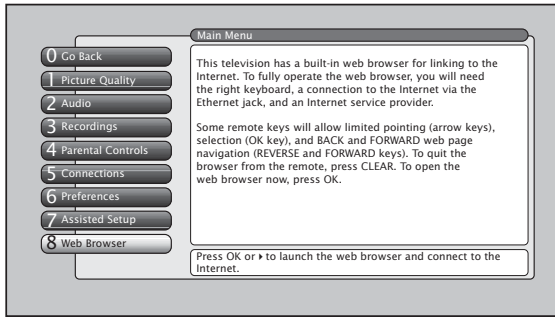 Main Menu
0 Go Back
1 Picture Quality
2 Audio
3 Recordings
4 Parental Controls
5 Connections
6 Preferences
7 Assisted Setup
8 Web Browser
This television has a built-in web browser for linking to the
Internet. To fully operate the web browser, you will need
the right keyboard, a connection to the Internet via the
Ethernet jack, and an Internet service provider.
Some remote keys will allow limited pointing (arrow keys),
selection (OK key), and BACK and FORWARD web page
navigation (REVERSE and FORWARD keys). To quit the
browser from the remote, press CLEAR. To open the
web browser now, press OK.
Press OK or ▸ to launch the web browser and connect to the
Internet.